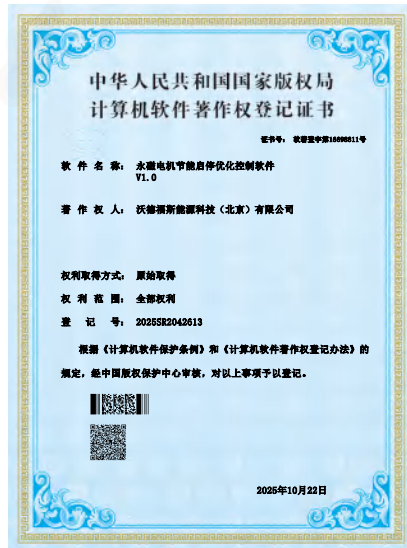 中华人民共和国国家版权局
计算机软件著作权登记证书
证书号： 软著登字第16698811号
软件名称： 永磁电机节能启停优化控制软件
V1.0
著作权人： 沃德福斯能源科技（北京）有限公司
权利取得方式： 原始取得
权利范围： 全部权利
登记号： 2025SR2042613
根据《计算机软件保护条例》和《计算机软件著作权登记办法》的
规定，经中国版权保护中心审核，对以上事项予以登记。
2025年10月22日